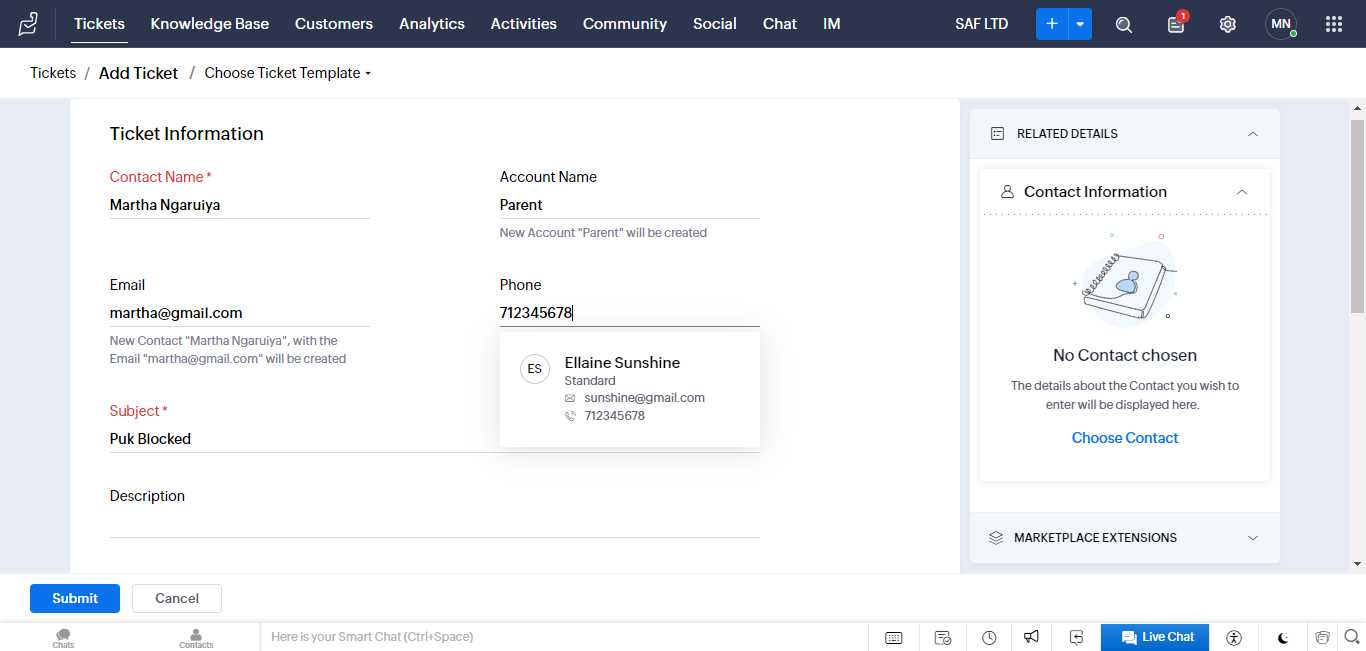 Tickets Knowledge Base Customers Analytics Activities Community Social Chat IM SAF LTD 1 MN
Tickets / Add Ticket / Choose Ticket Template
Ticket Information
Contact Name *
Martha Ngaruiya
Account Name
Parent
New Account "Parent" will be created
Email
martha@gmail.com
New Contact "Martha Ngaruiya", with the
Email "martha@gmail.com" will be created
Phone
712345678
ES
Ellaine Sunshine
Standard
sunshine@gmail.com
712345678
Subject *
Puk Blocked
Description
RELATED DETAILS
Contact Information
No Contact chosen
The details about the Contact you wish to
enter will be displayed here.
Choose Contact
MARKETPLACE EXTENSIONS
Submit Cancel
Chats Contacts Here is your Smart Chat (Ctrl+Space) Live Chat